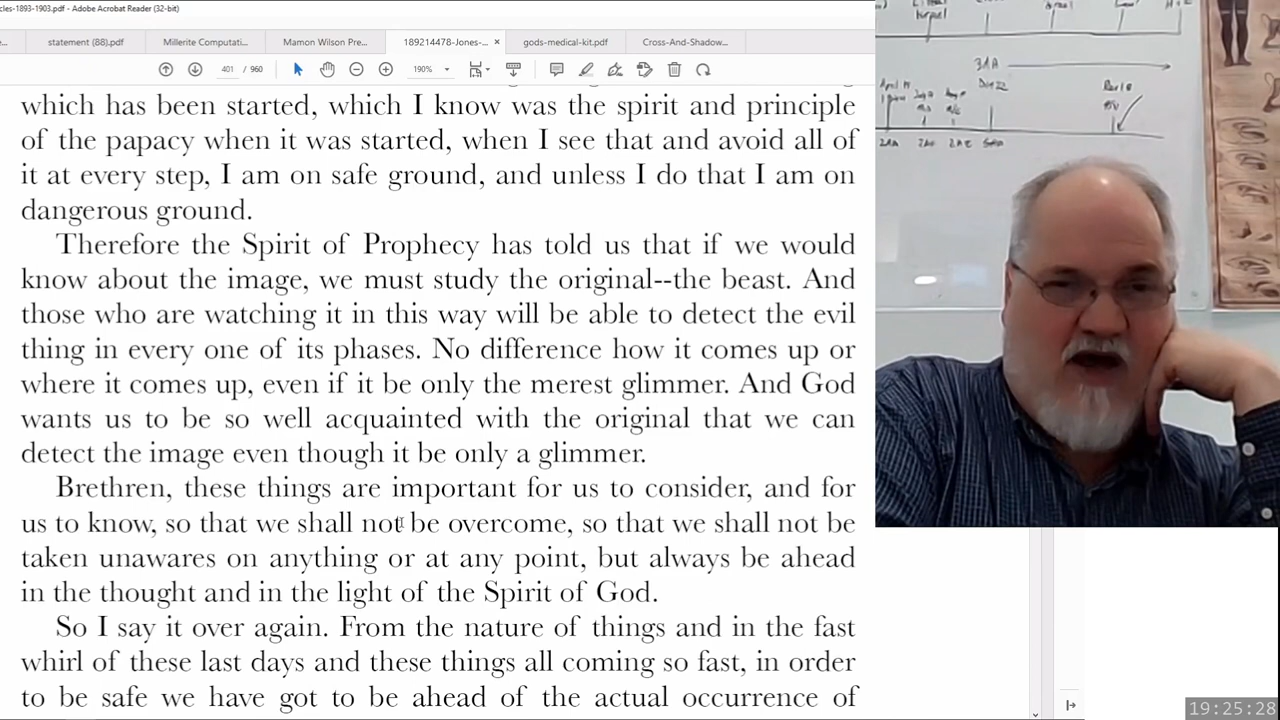 cles-1893-1903.pdf - Adobe Acrobat Reader (32-bit)
e... statement (88).pdf Millerite Computati... Mamon Wilson Pre... 189214478-Jones-... × gods-medical-kit.pdf Cross-And-Shadow...
401 / 960 190%
which has been started, which I know was the spirit and principle
of the papacy when it was started, when I see that and avoid all of
it at every step, I am on safe ground, and unless I do that I am on
dangerous ground.
Therefore the Spirit of Prophecy has told us that if we would
know about the image, we must study the original--the beast. And
those who are watching it in this way will be able to detect the evil
thing in every one of its phases. No difference how it comes up or
where it comes up, even if it be only the merest glimmer. And God
wants us to be so well acquainted with the original that we can
detect the image even though it be only a glimmer.
Brethren, these things are important for us to consider, and for
us to know, so that we shall not be overcome, so that we shall not be
taken unawares on anything or at any point, but always be ahead
in the thought and in the light of the Spirit of God.
So I say it over again. From the nature of things and in the fast
whirl of these last days and these things all coming so fast, in order
to be safe we have got to be ahead of the actual occurrence of
19:25:28